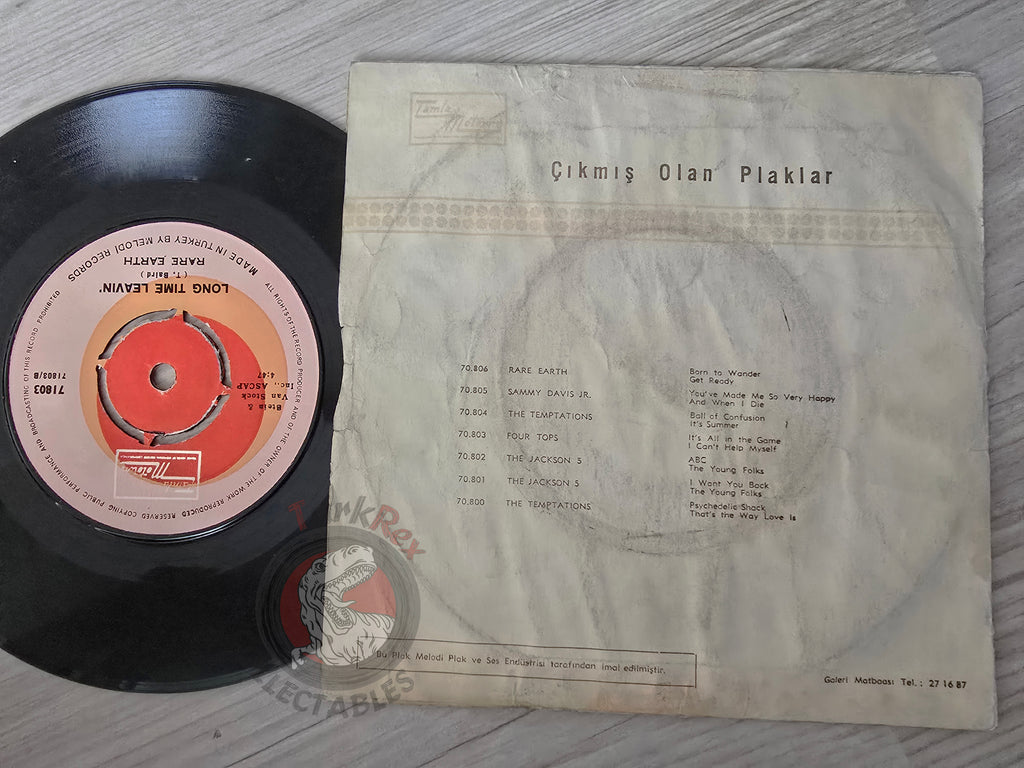 Tamla
Motown
Çıkmış Olan Plaklar
70.806 RARE EARTH Born to Wander
Get Ready
70.805 SAMMY DAVIS JR. You've Made Me So Very Happy
And When I Die
70.804 THE TEMPTATIONS Ball of Confusion
It's Summer
70.803 FOUR TOPS It's All in the Game
I Can't Help Myself
70.802 THE JACKSON 5 ABC
The Young Folks
70.801 THE JACKSON 5 I Want You Back
The Young Folks
70.800 THE TEMPTATIONS Psychedelic Shack
That's the Way Love Is
Bu Plak Melodi Plak ve Ses Endüstrisi tarafından imal edilmiştir.
Galeri Matbaası Tel.: 27 16 87
Tamla
Motown
71803
71803/B
Stein &
Van Stock
Inc., ASCAP
4:47
LONG TIME LEAVIN'
( T. Baird )
RARE EARTH
MADE IN TURKEY BY MELODİ RECORDS
ALL RIGHTS OF THE RECORD PRODUCER AND OF THE OWNER OF THE WORK REPRODUCED RESERVED COPYING PUBLIC PERFORMANCE AND BROADCASTING OF THIS RECORD PROHIBITED
TurkRex
LLECTABLES